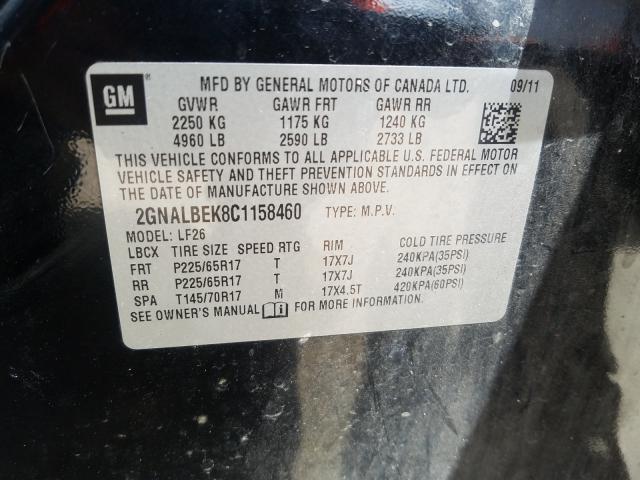 GM
MFD BY GENERAL MOTORS OF CANADA LTD. 09/11
GVWR GAWR FRT GAWR RR
2250 KG 1175 KG 1240 KG
4960 LB 2590 LB 2733 LB
THIS VEHICLE CONFORMS TO ALL APPLICABLE U.S. FEDERAL MOTOR
VEHICLE SAFETY AND THEFT PREVENTION STANDARDS IN EFFECT ON
THE DATE OF MANUFACTURE SHOWN ABOVE.
2GNALBEK8C1158460 TYPE: M.P.V.
MODEL: LF26
LBCX TIRE SIZE SPEED RTG RIM COLD TIRE PRESSURE
FRT P225/65R17 T 17X7J 240KPA(35PSI)
RR P225/65R17 T 17X7J 240KPA(35PSI)
SPA T145/70R17 M 17X4.5T 420KPA(60PSI)
SEE OWNER'S MANUAL FOR MORE INFORMATION.